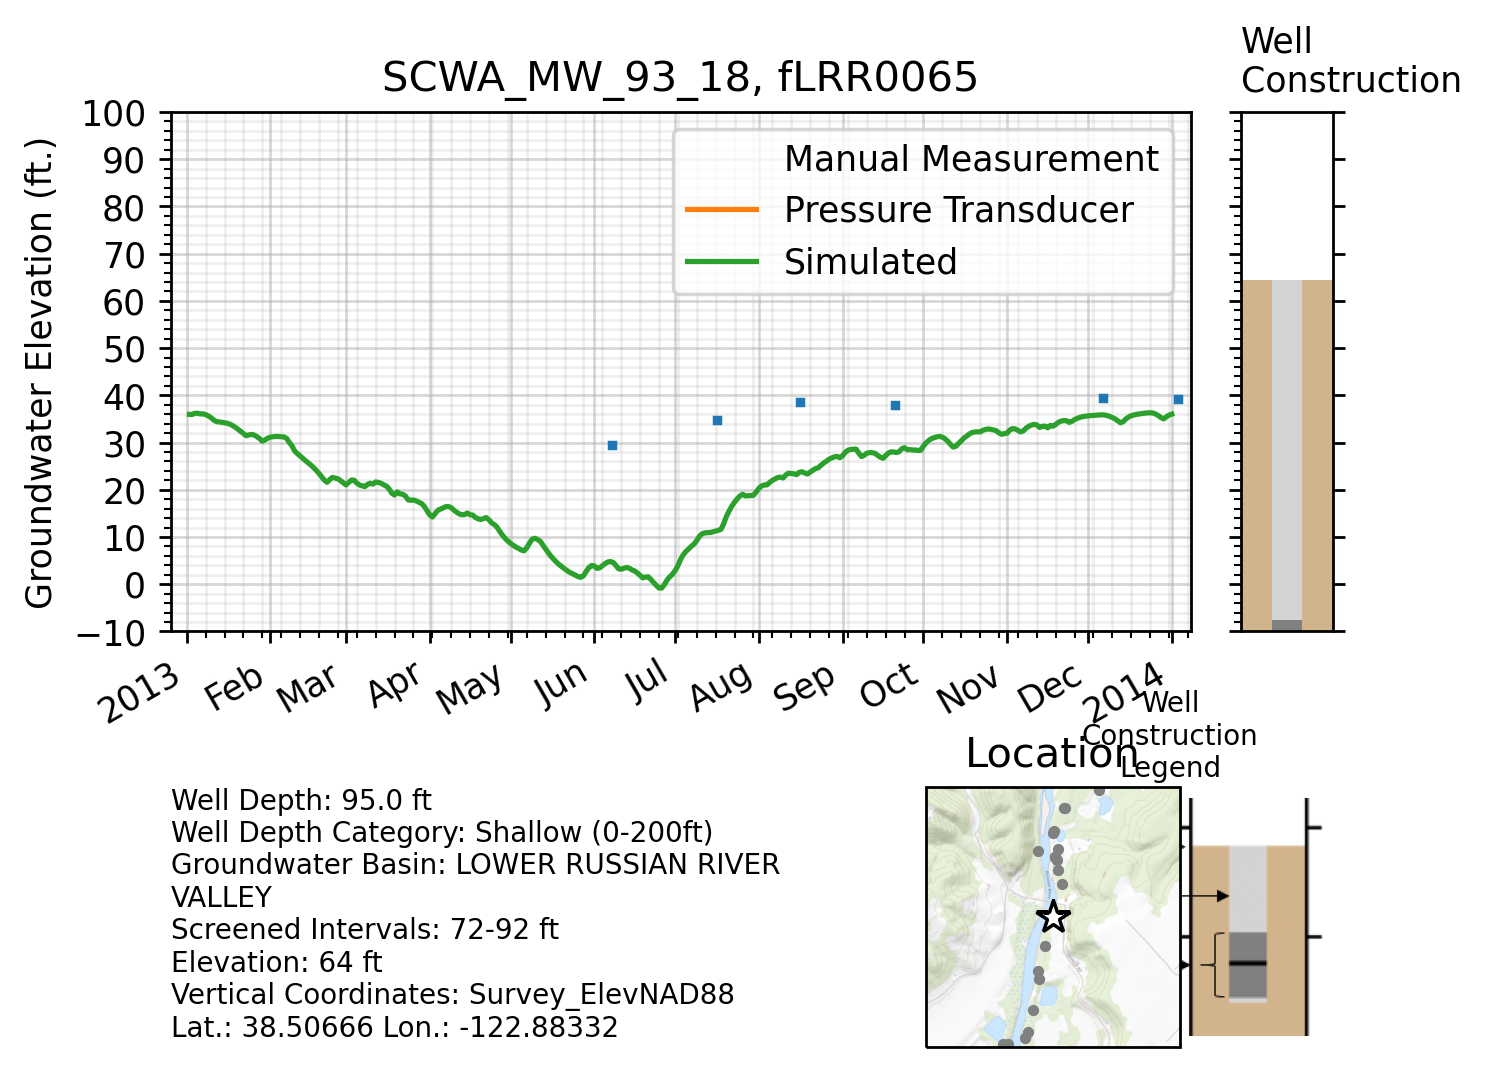 Well
Construction
SCWA_MW_93_18, fLRR0065
Groundwater Elevation (ft.)
100
90
80
70
60
50
40
30
20
10
0
−10
Manual Measurement
Pressure Transducer
Simulated
2013
Feb
Mar
Apr
May
Jun
Jul
Aug
Sep
Oct
Nov
Dec
2014
Well
Construction
Legend
Location
Well Depth: 95.0 ft
Well Depth Category: Shallow (0-200ft)
Groundwater Basin: LOWER RUSSIAN RIVER
VALLEY
Screened Intervals: 72-92 ft
Elevation: 64 ft
Vertical Coordinates: Survey_ElevNAD88
Lat.: 38.50666 Lon.: -122.88332